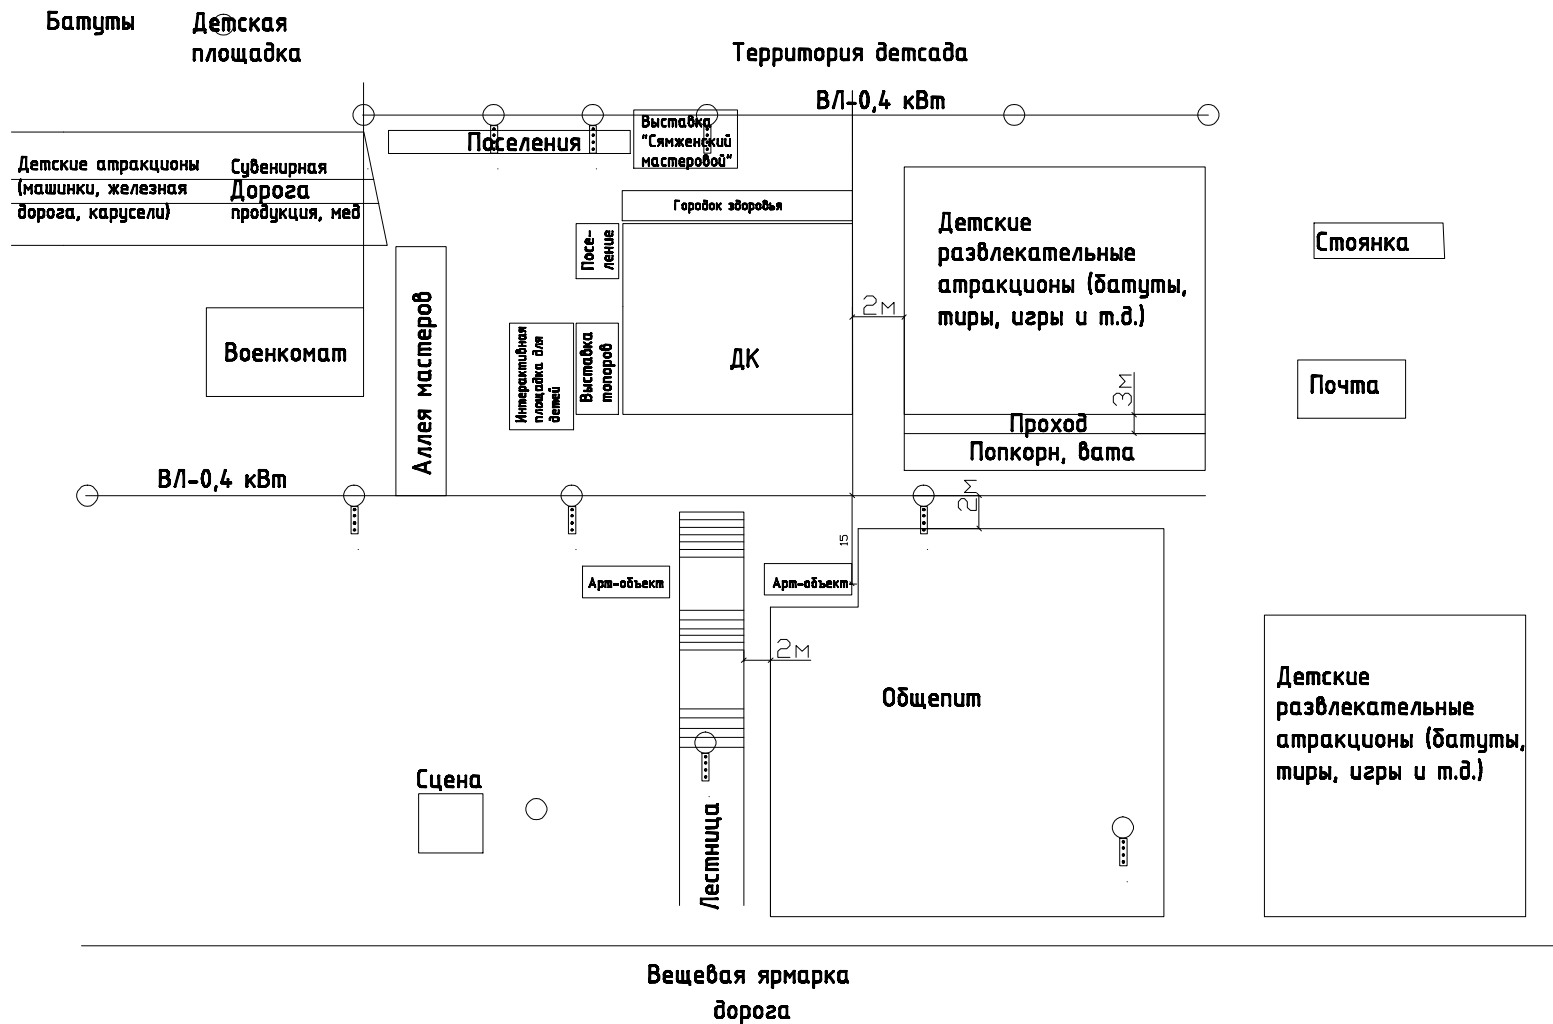 Батуты
Детская
площадка
Территория детсада
ВЛ-0,4 кВт
Поселения
Выставка
"Сямженский
мастеровой"
Детские атракционы
(машинки, железная
дорога, карусели)
Сувенирная
Дорога
продукция, мед
Городок здоровья
Посе-
ление
Детские
развлекательные
атракционы (батуты,
тиры, игры и т.д.)
Стоянка
2м
Военкомат
Аллея мастеров
Интерактивная
площадка для
детей
Выставка
топоров
ДК
3м
Почта
Проход
Попкорн, вата
ВЛ-0,4 кВт
2м
15
Арт-объект
Арт-объект
2м
Общепит
Детские
развлекательные
атракционы (батуты,
тиры, игры и т.д.)
Сцена
Лестница
Вещевая ярмарка
дорога